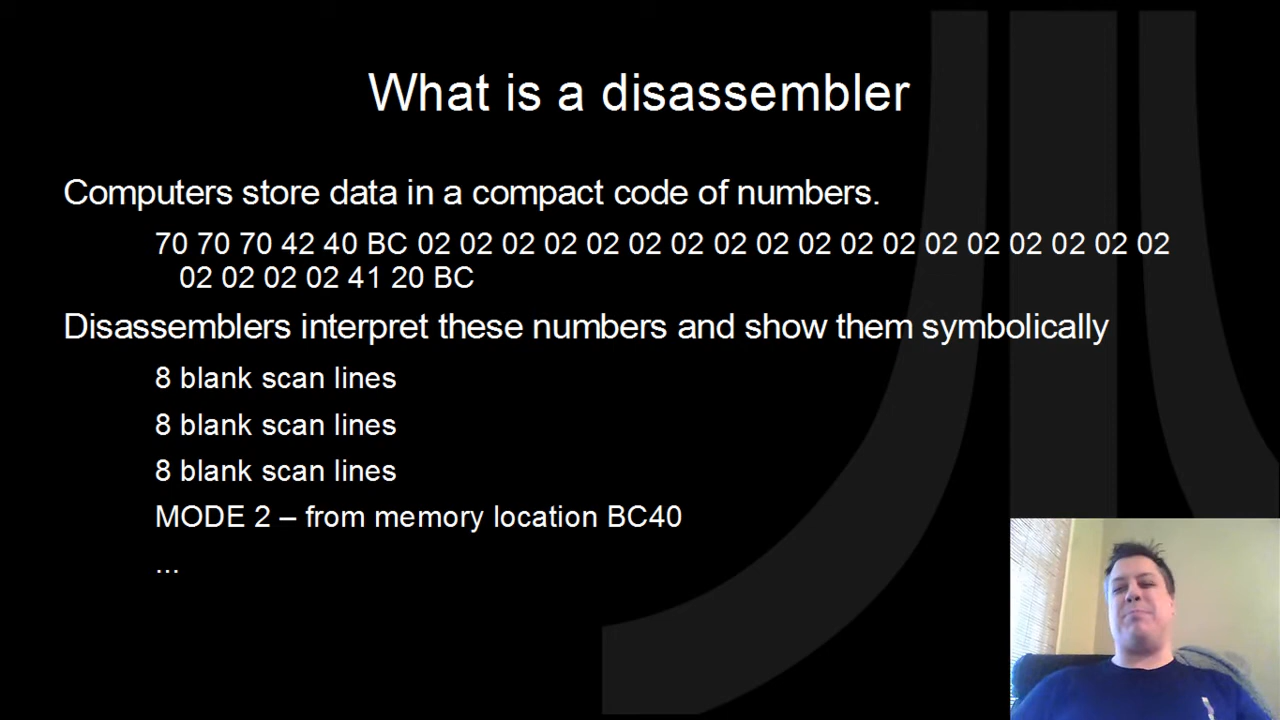 What is a disassembler
Computers store data in a compact code of numbers.
70 70 70 42 40 BC 02 02 02 02 02 02 02 02 02 02 02 02 02 02 02 02 02 02
02 02 02 02 41 20 BC
Disassemblers interpret these numbers and show them symbolically
8 blank scan lines
8 blank scan lines
8 blank scan lines
MODE 2 – from memory location BC40
...